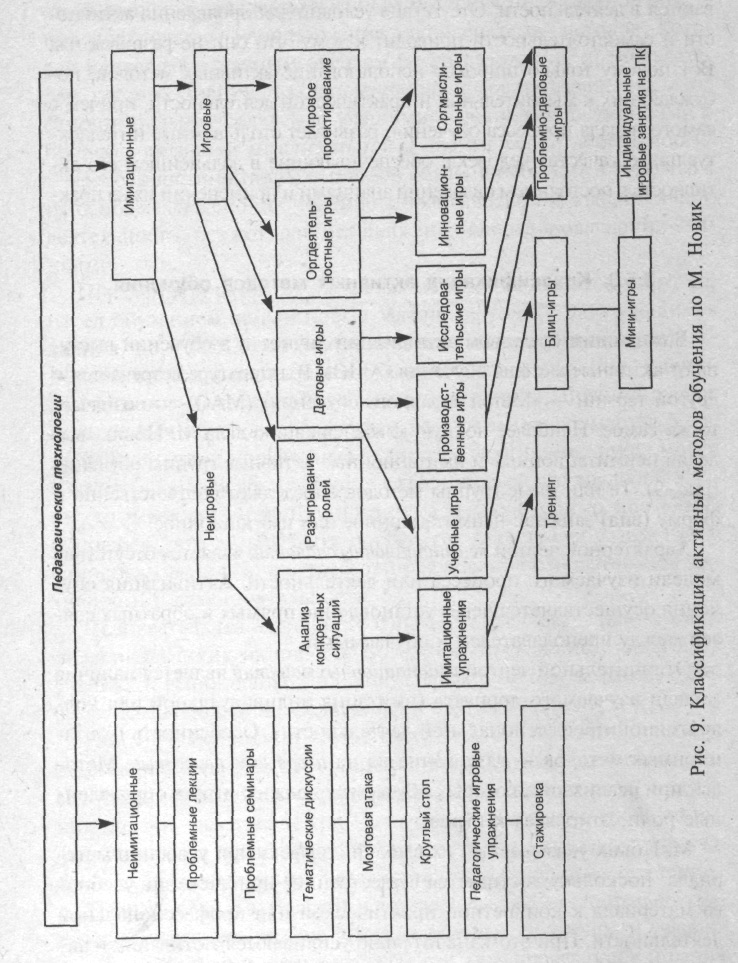 Педагогические технологии
Неимитационные
Имитационные
Проблемные лекции
Неигровые
Игровые
Проблемные семинары
Тематические дискуссии
Анализ
конкретных
ситуаций
Разыгрывание
ролей
Деловые игры
Оргдеятель-
ностные игры
Игровое
проектирование
Мозговая атака
Круглый стол
Имитационные
упражнения
Учебные игры
Производст-
венные игры
Исследова-
тельские игры
Инновацион-
ные игры
Оргмысли-
тельные игры
Педагогические игровые
упражнения
Стажировка
Тренинг
Блиц-игры
Проблемно-деловые
игры
Мини-игры
Индивидуальные
игровые занятия на ПК
Рис. 3. Классификация активных методов обучения по М. Новик